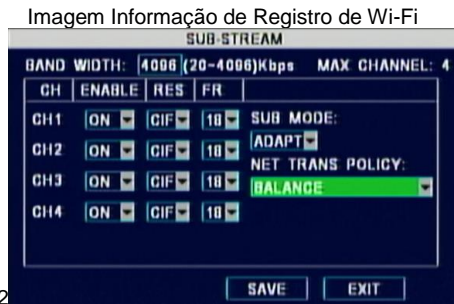 Imagem Informação de Registro de Wi-Fi
SUB-STREAM
BAND WIDTH: 4096 (20-4096)Kbps MAX CHANNEL: 4
CH ENABLE RES FR
CH1 ON CIF 18 SUB MODE:
CH2 ON CIF 18 ADAPT
NET TRANS POLICY:
CH3 ON CIF 18 BALANCE
CH4 ON CIF 18
SAVE EXIT
2